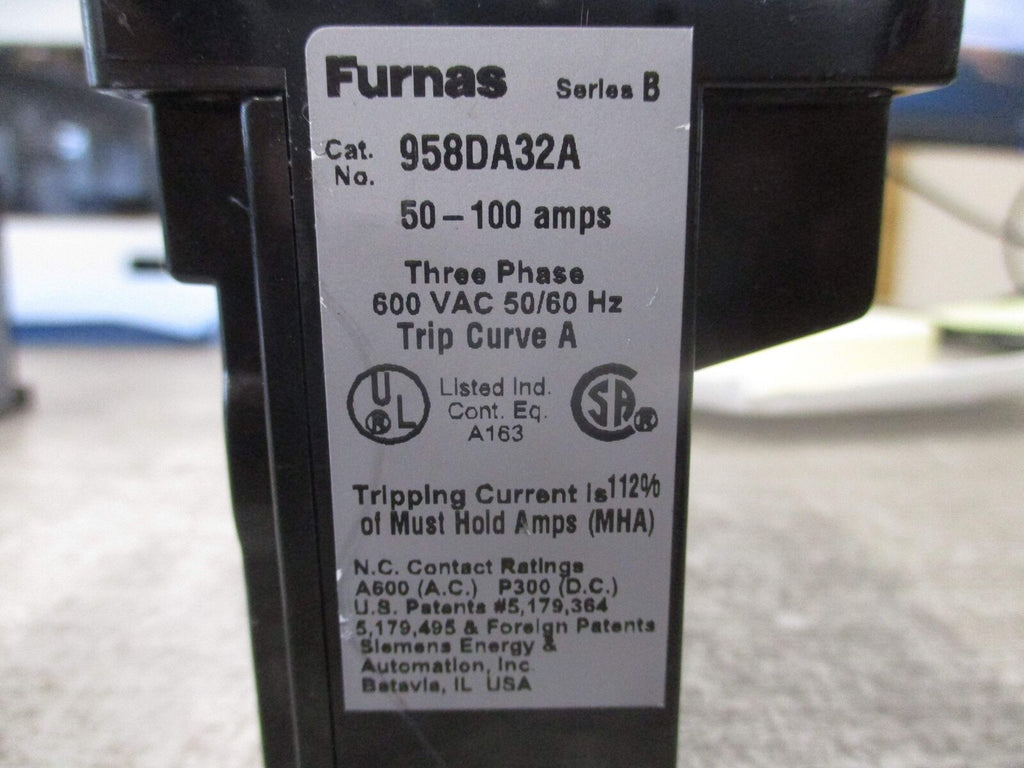 Furnas Series B
Cat. No. 958DA32A
50 – 100 amps
Three Phase
600 VAC 50/60 Hz
Trip Curve A
UL ® Listed Ind. Cont. Eq. A163 SA ®
Tripping Current is 112%
of Must Hold Amps (MHA)
N.C. Contact Ratings
A600 (A.C.) P300 (D.C.)
U.S. Patents #5,179,364
5,179,495 & Foreign Patents
Siemens Energy &
Automation, Inc.
Batavia, IL USA